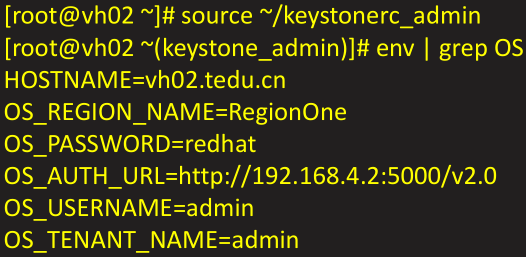 [root@vh02 ~]# source ~/keystonerc_admin
[root@vh02 ~(keystone_admin)]# env | grep OS
HOSTNAME=vh02.tedu.cn
OS_REGION_NAME=RegionOne
OS_PASSWORD=redhat
OS_AUTH_URL=http://192.168.4.2:5000/v2.0
OS_USERNAME=admin
OS_TENANT_NAME=admin